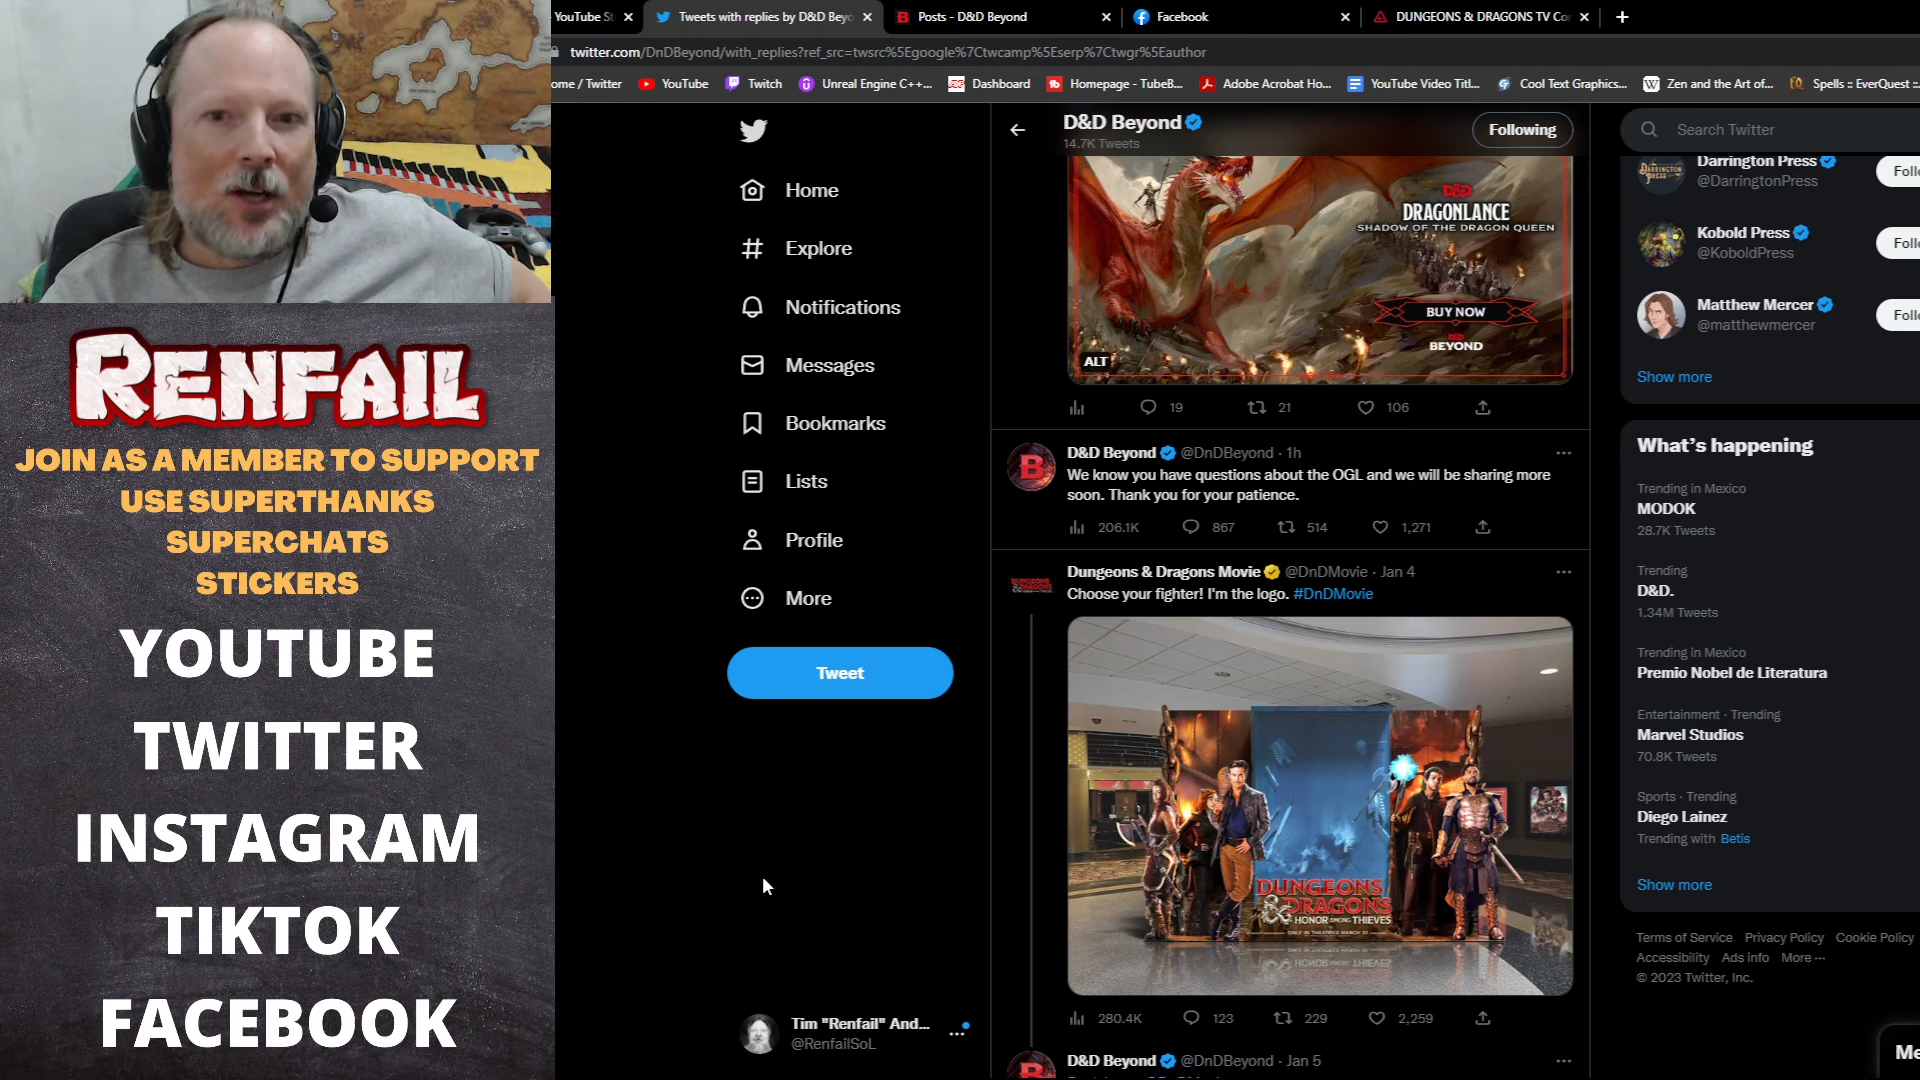 YouTube St
Tweets with replies by D&D Beyo
Posts - D&D Beyond
Facebook
DUNGEONS & DRAGONS TV Co
twitter.com/DnDBeyond/with_replies?ref_src=twsrc%5Egoogle%7Ctwcamp%5Eserp%7Ctwgr%5Eauthor
ome / Twitter
YouTube
Twitch
Unreal Engine C++...
Dashboard
Homepage - TubeB...
Adobe Acrobat Ho...
YouTube Video Titl...
Cool Text Graphics...
Zen and the Art of...
Spells :: EverQuest ::
RENFAIL
JOIN AS A MEMBER TO SUPPORT
USE SUPERTHANKS
SUPERCHATS
STICKERS
YOUTUBE
TWITTER
INSTAGRAM
TIKTOK
FACEBOOK
Home
Explore
Notifications
Messages
Bookmarks
Lists
Profile
More
Tweet
Tim "Renfail" And...
@RenfailSoL
D&D Beyond
14.7K Tweets
Following
D&D
DRAGONLANCE
SHADOW OF THE DRAGON QUEEN
BUY NOW
BEYOND
ALT
19 21 106
D&D Beyond @DnDBeyond · 1h
We know you have questions about the OGL and we will be sharing more
soon. Thank you for your patience.
206.1K 867 514 1,271
Dungeons & Dragons Movie @DnDMovie · Jan 4
Choose your fighter! I'm the logo. #DnDMovie
DUNGEONS
& DRAGONS
HONOR AMONG THIEVES
ONLY IN THEATRES MARCH 31
280.4K 123 229 2,259
D&D Beyond @DnDBeyond · Jan 5
Search Twitter
Darrington Press
@DarringtonPress
Follo
Kobold Press
@KoboldPress
Follo
Matthew Mercer
@matthewmercer
Follo
Show more
What's happening
Trending in Mexico
MODOK
28.7K Tweets
Trending
D&D.
1.34M Tweets
Trending in Mexico
Premio Nobel de Literatura
Entertainment · Trending
Marvel Studios
70.8K Tweets
Sports · Trending
Diego Lainez
Trending with Betis
Show more
Terms of Service Privacy Policy Cookie Policy
Accessibility Ads info More ···
© 2023 Twitter, Inc.
Me